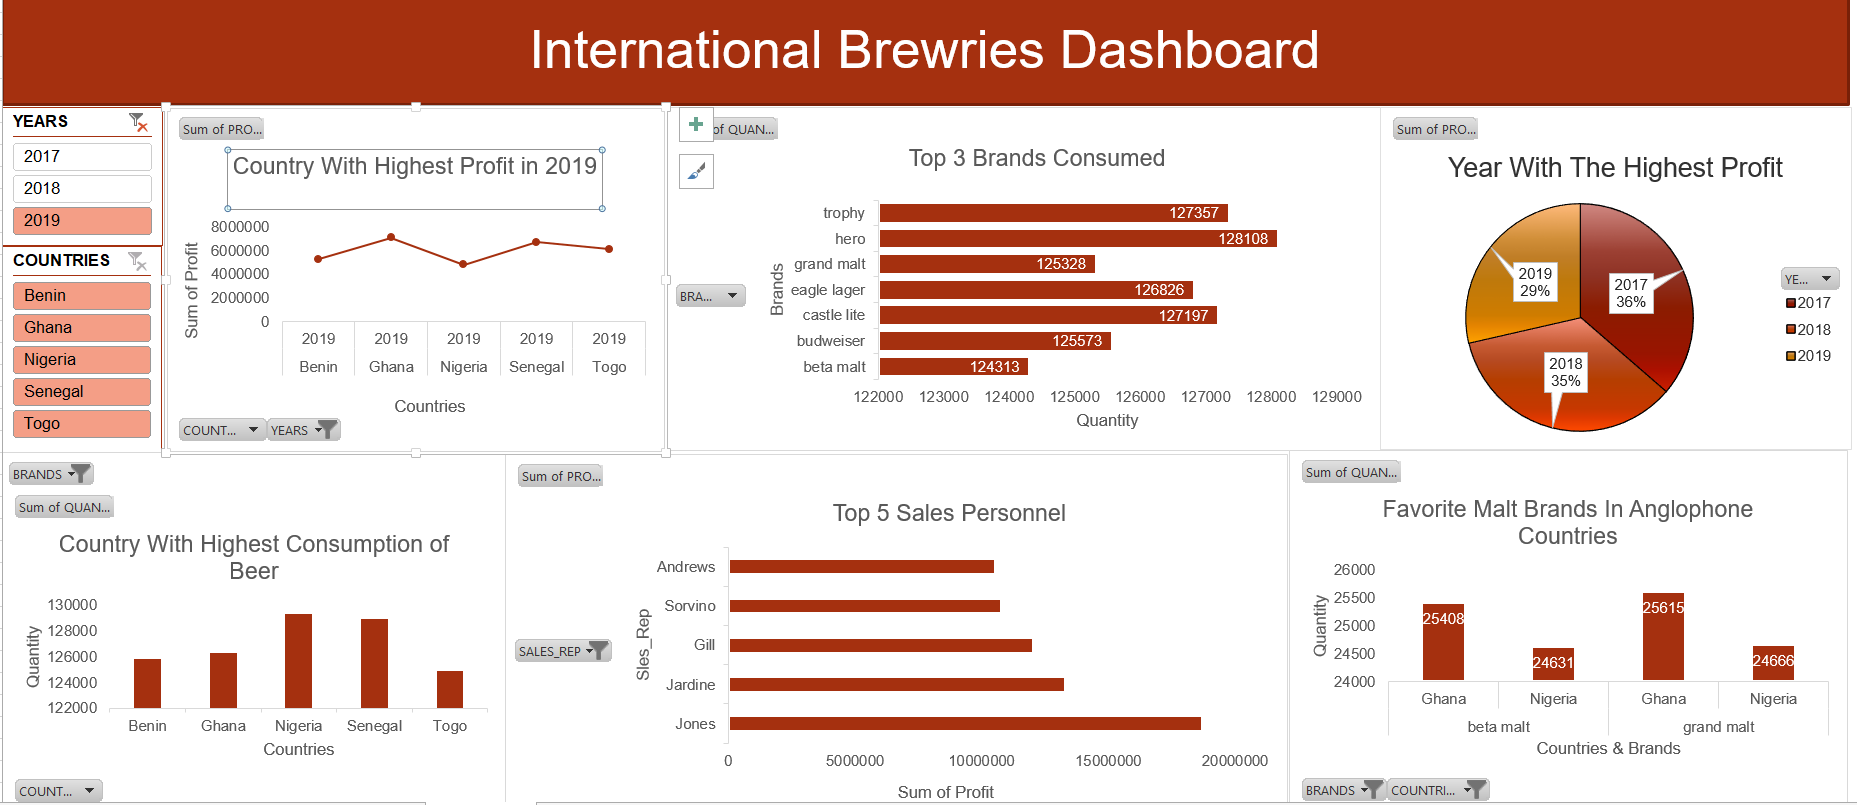 International Brewries Dashboard
YEARS
2017
2018
2019
COUNTRIES
Benin
Ghana
Nigeria
Senegal
Togo
Sum of PRO...
Country With Highest Profit in 2019
Sum of Profit
8000000
6000000
4000000
2000000
0
2019 2019 2019 2019 2019
Benin Ghana Nigeria Senegal Togo
Countries
COUNT... YEARS
of QUAN...
Top 3 Brands Consumed
BRA...
Brands
trophy 127357
hero 128108
grand malt 125328
eagle lager 126826
castle lite 127197
budweiser 125573
beta malt 124313
122000 123000 124000 125000 126000 127000 128000 129000
Quantity
Sum of PRO...
Year With The Highest Profit
2019
29%
2017
36%
2018
35%
YE...
2017
2018
2019
BRANDS
Sum of QUAN...
Country With Highest Consumption of
Beer
Quantity
130000
128000
126000
124000
122000
Benin Ghana Nigeria Senegal Togo
Countries
COUNT...
Sum of PRO...
Top 5 Sales Personnel
SALES_REP
Sles_Rep
Andrews
Sorvino
Gill
Jardine
Jones
0 5000000 10000000 15000000 20000000
Sum of Profit
Sum of QUAN...
Favorite Malt Brands In Anglophone
Countries
Quantity
26000
25500
25000
24500
24000
25408 24631 25615 24666
Ghana Nigeria Ghana Nigeria
beta malt grand malt
Countries & Brands
BRANDS COUNTRI...